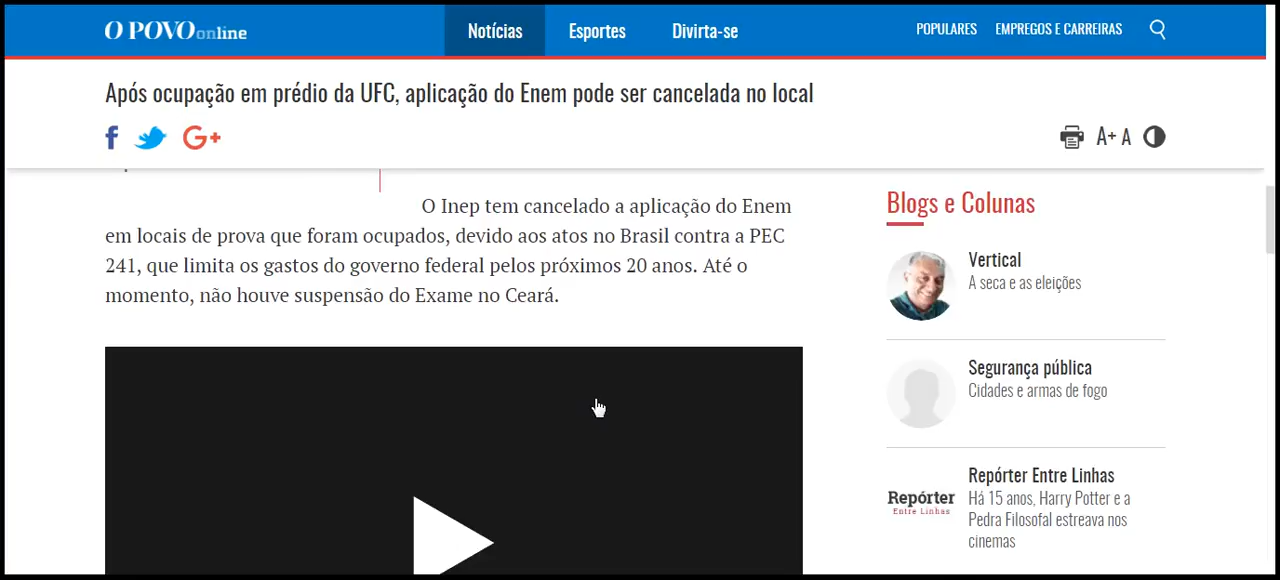 O POVO online
Notícias
Esportes
Divirta-se
POPULARES
EMPREGOS E CARREIRAS
Após ocupação em prédio da UFC, aplicação do Enem pode ser cancelada no local
f
G+
A+ A
O Inep tem cancelado a aplicação do Enem
em locais de prova que foram ocupados, devido aos atos no Brasil contra a PEC
241, que limita os gastos do governo federal pelos próximos 20 anos. Até o
momento, não houve suspensão do Exame no Ceará.
Blogs e Colunas
Vertical
A seca e as eleições
Segurança pública
Cidades e armas de fogo
Repórter
Entre Linhas
Repórter Entre Linhas
Há 15 anos, Harry Potter e a
Pedra Filosofal estreava nos
cinemas